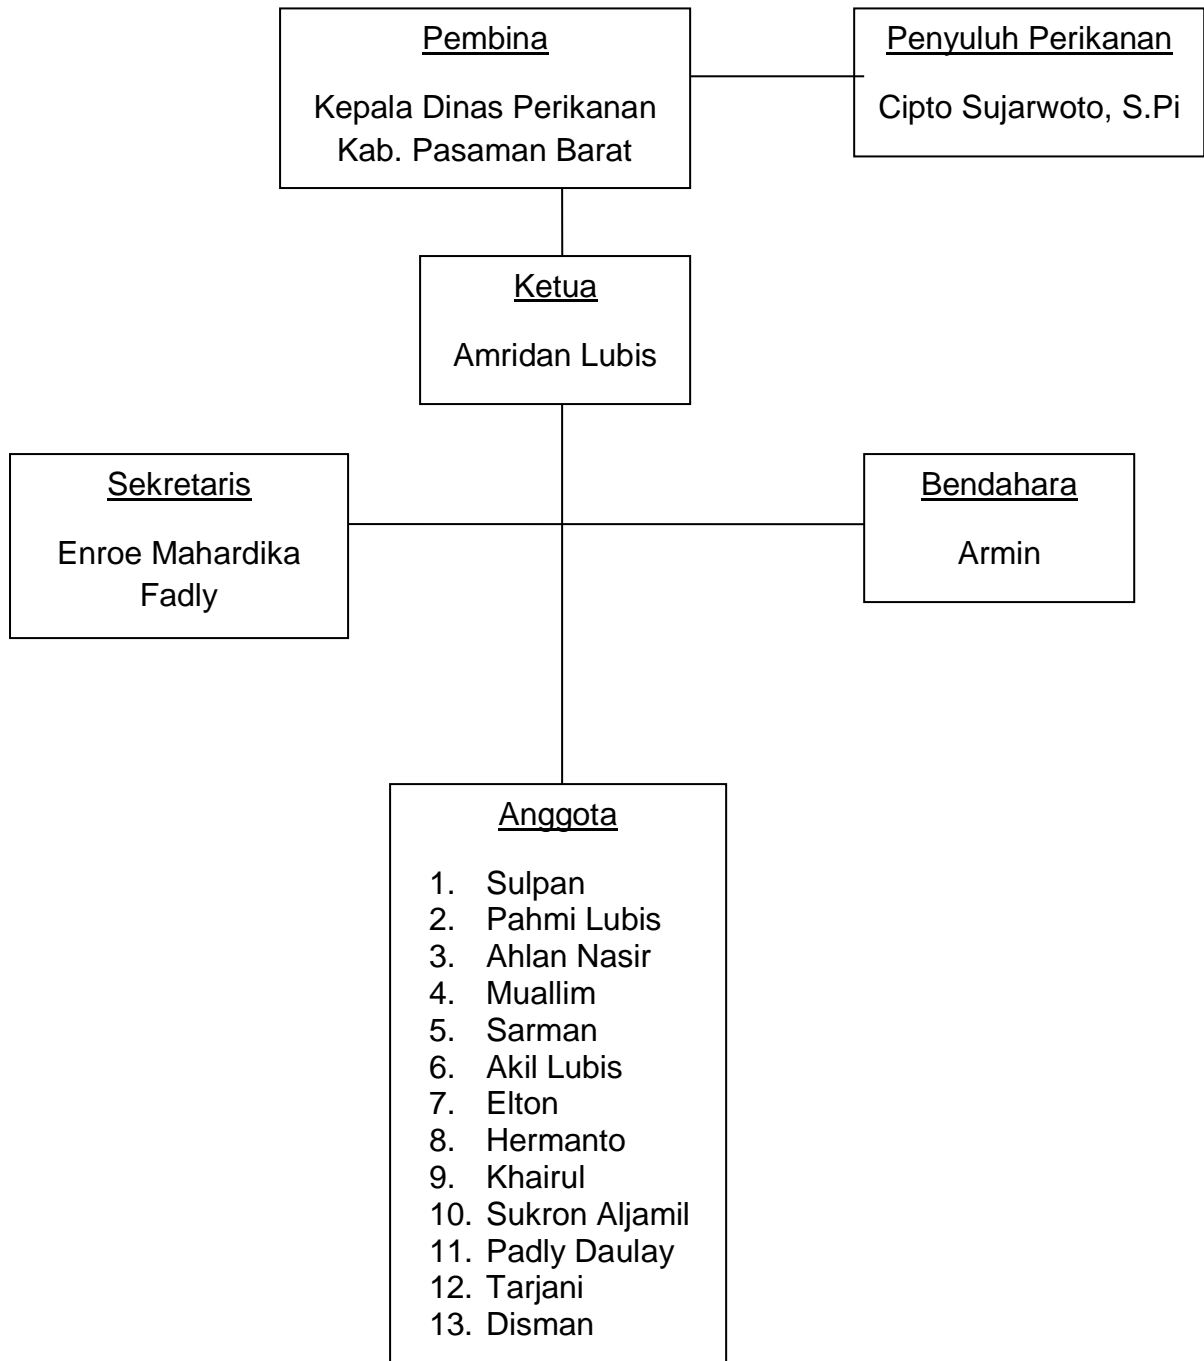 Pembina
Kepala Dinas Perikanan
Kab. Pasaman Barat
Penyuluh Perikanan
Cipto Sujarwoto, S.Pi
Ketua
Amridan Lubis
Sekretaris
Enroe Mahardika
Fadly
Bendahara
Armin
Anggota
1. Sulpan
2. Pahmi Lubis
3. Ahlan Nasir
4. Muallim
5. Sarman
6. Akil Lubis
7. Elton
8. Hermanto
9. Khairul
10. Sukron Aljamil
11. Padly Daulay
12. Tarjani
13. Disman